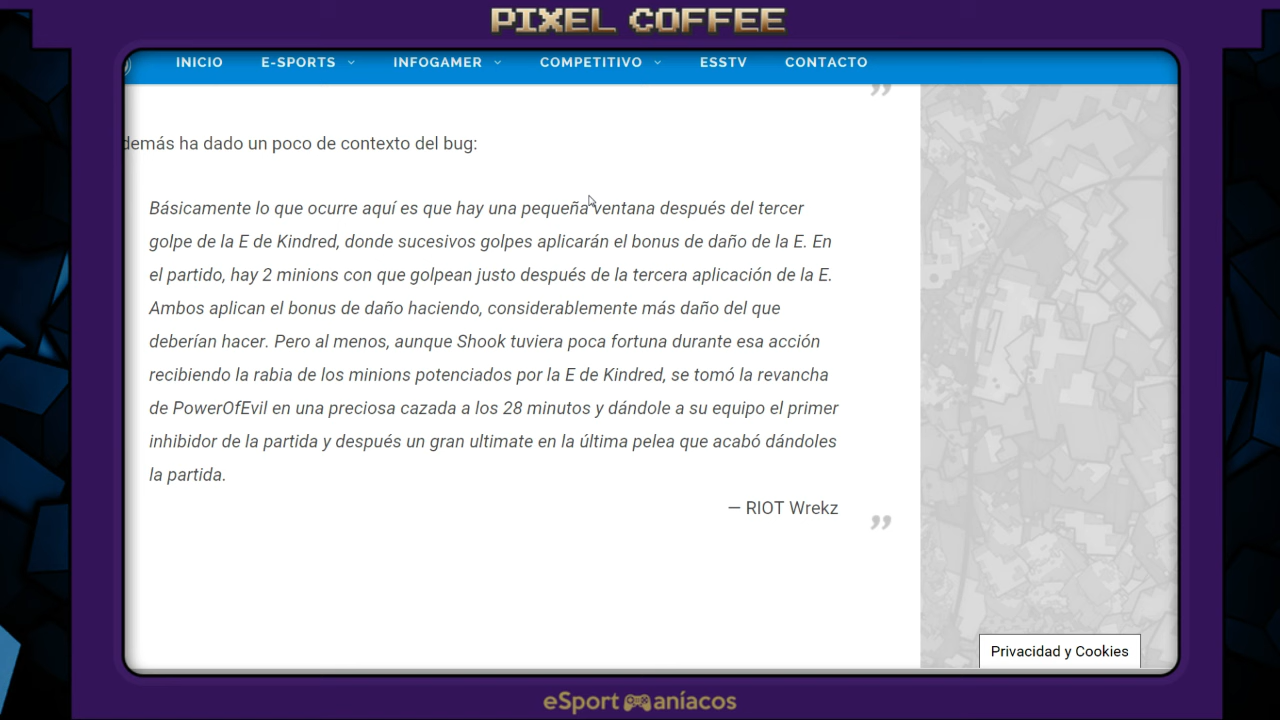 PIXEL COFFEE
INICIO E-SPORTS INFOGAMER COMPETITIVO ESSTV CONTACTO
”
demás ha dado un poco de contexto del bug:
Básicamente lo que ocurre aquí es que hay una pequeña ventana después del tercer
golpe de la E de Kindred, donde sucesivos golpes aplicarán el bonus de daño de la E. En
el partido, hay 2 minions con que golpean justo después de la tercera aplicación de la E.
Ambos aplican el bonus de daño haciendo, considerablemente más daño del que
deberían hacer. Pero al menos, aunque Shook tuviera poca fortuna durante esa acción
recibiendo la rabia de los minions potenciados por la E de Kindred, se tomó la revancha
de PowerOfEvil en una preciosa cazada a los 28 minutos y dándole a su equipo el primer
inhibidor de la partida y después un gran ultimate en la última pelea que acabó dándoles
la partida.
— RIOT Wrekz
”
Privacidad y Cookies
eSportmaníacos